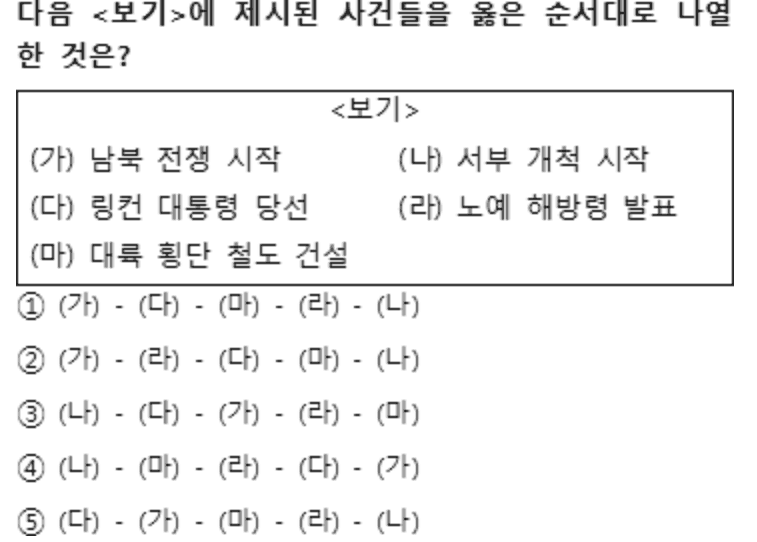 다음 <보기>에 제시된 사건들을 옳은 순서대로 나열
한 것은?
<보기>
(가) 남북 전쟁 시작 (나) 서부 개척 시작
(다) 링컨 대통령 당선 (라) 노예 해방령 발표
(마) 대륙 횡단 철도 건설
① (가) - (다) - (마) - (라) - (나)
② (가) - (라) - (다) - (마) - (나)
③ (나) - (다) - (가) - (라) - (마)
④ (나) - (마) - (라) - (다) - (가)
⑤ (다) - (가) - (마) - (라) - (나)